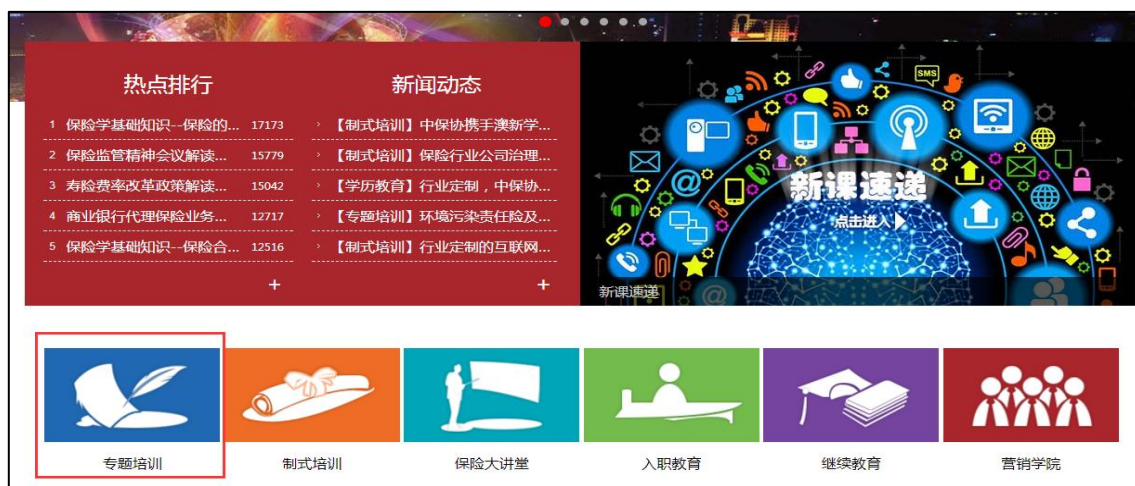 热点排行
1 保险学基础知识--保险的... 17173
2 保险监管精神会议解读... 15779
3 寿险费率改革政策解读... 15042
4 商业银行代理保险业务... 12717
5 保险学基础知识--保险合... 12516
+
新闻动态
› 【制式培训】中保协携手澳新学...
› 【制式培训】保险行业公司治理...
› 【学历教育】行业定制，中保协...
› 【专题培训】环境污染责任险及...
› 【制式培训】行业定制的互联网...
+
SMS
新课速递
点击进入
新课速递
专题培训
制式培训
保险大讲堂
入职教育
继续教育
营销学院